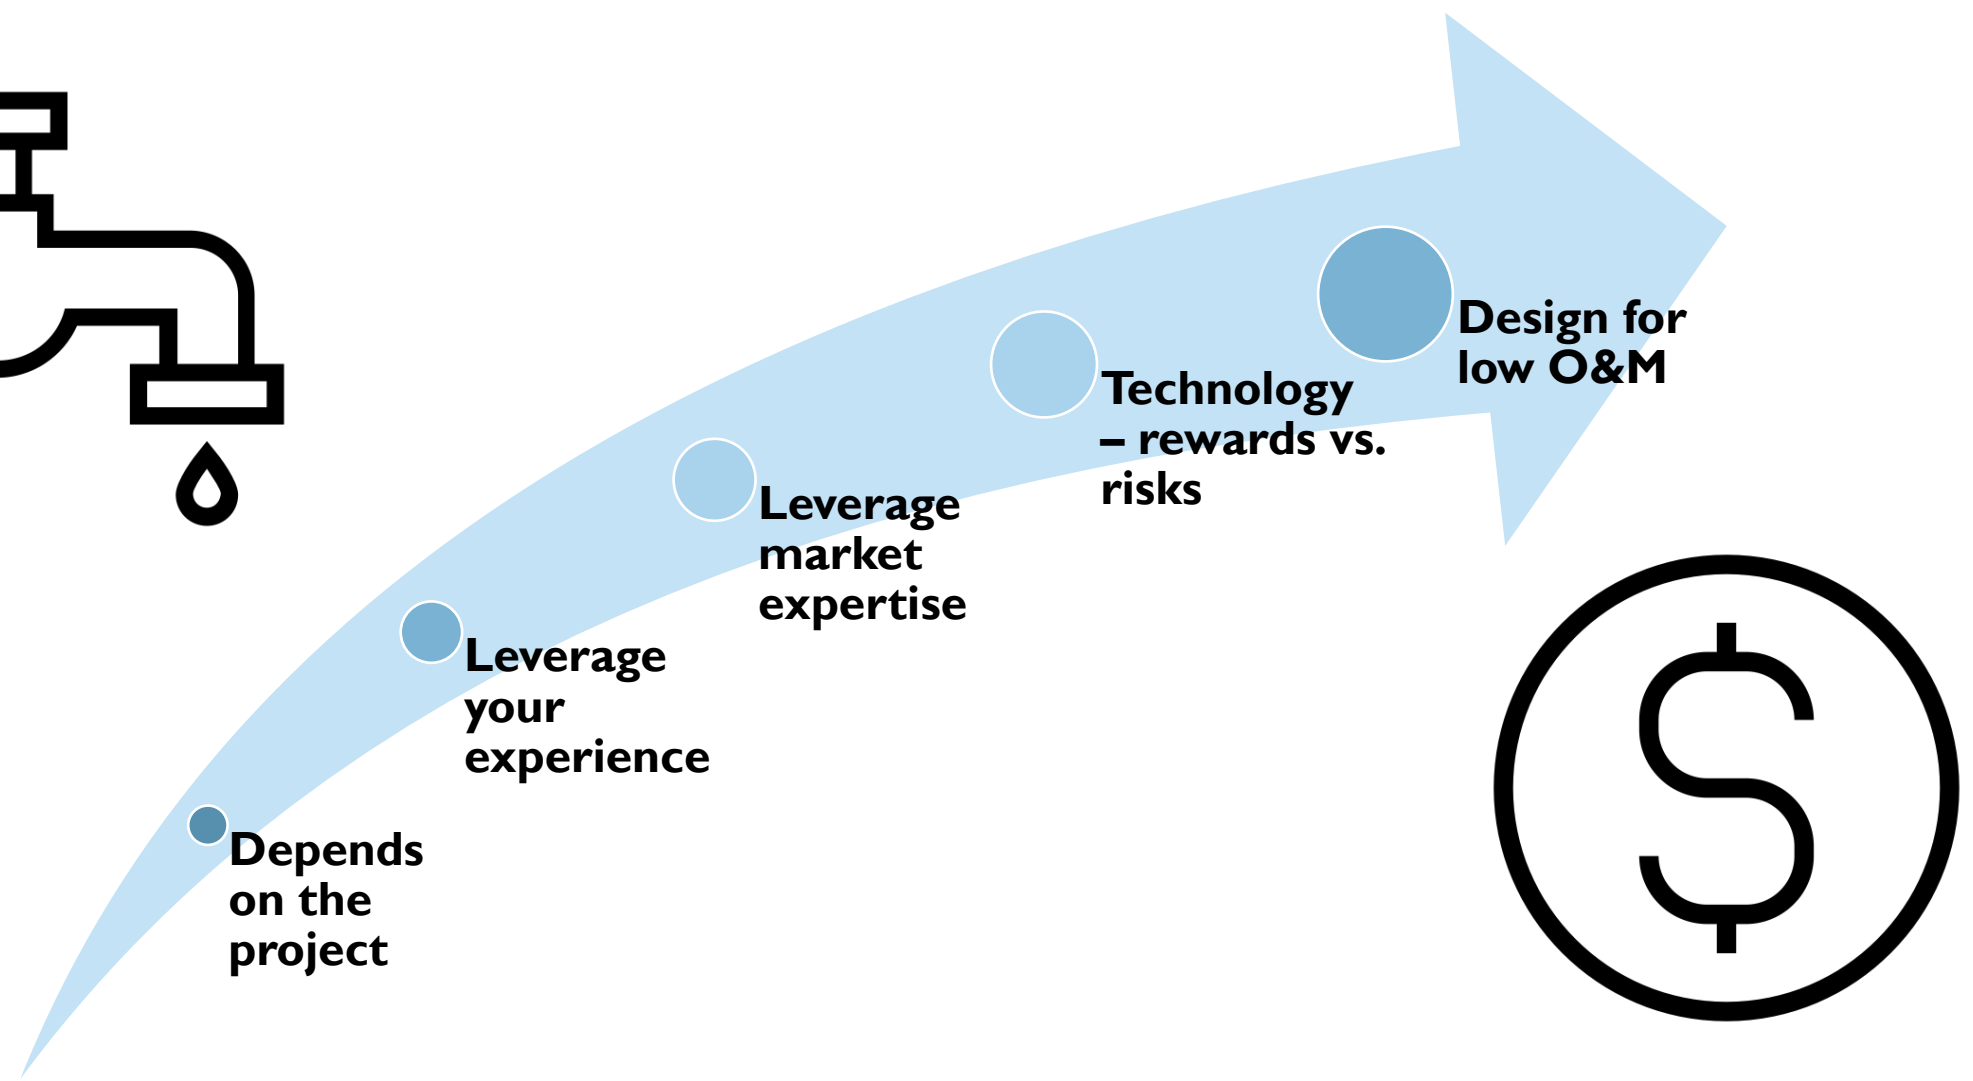 Depends
on the
project
Leverage
your
experience
Leverage
market
expertise
Technology
– rewards vs.
risks
Design for
low O&M
$